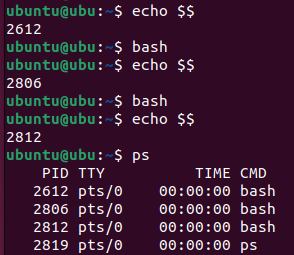 ubuntu@ubu:~$ echo $$
2612
ubuntu@ubu:~$ bash
ubuntu@ubu:~$ echo $$
2806
ubuntu@ubu:~$ bash
ubuntu@ubu:~$ echo $$
2812
ubuntu@ubu:~$ ps
    PID TTY          TIME CMD
   2612 pts/0    00:00:00 bash
   2806 pts/0    00:00:00 bash
   2812 pts/0    00:00:00 bash
   2819 pts/0    00:00:00 ps